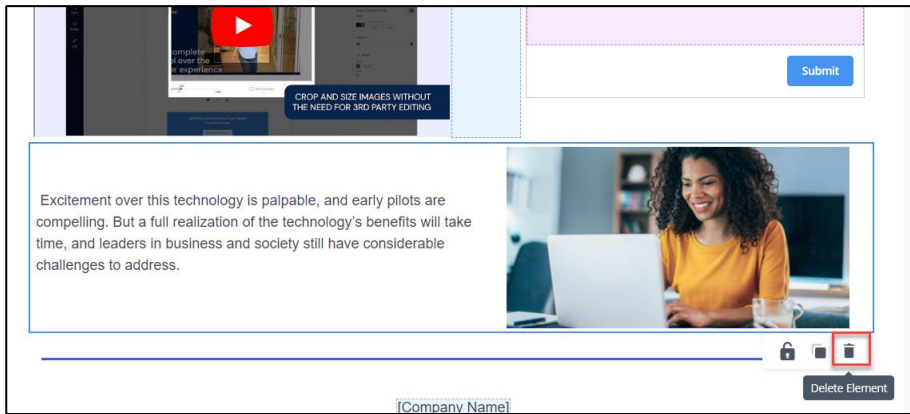 complete
ol over the
er experience
CROP AND SIZE IMAGES WITHOUT
THE NEED FOR 3RD PARTY EDITING
Submit
Excitement over this technology is palpable, and early pilots are
compelling. But a full realization of the technology’s benefits will take
time, and leaders in business and society still have considerable
challenges to address.
Delete Element
[Company Name]